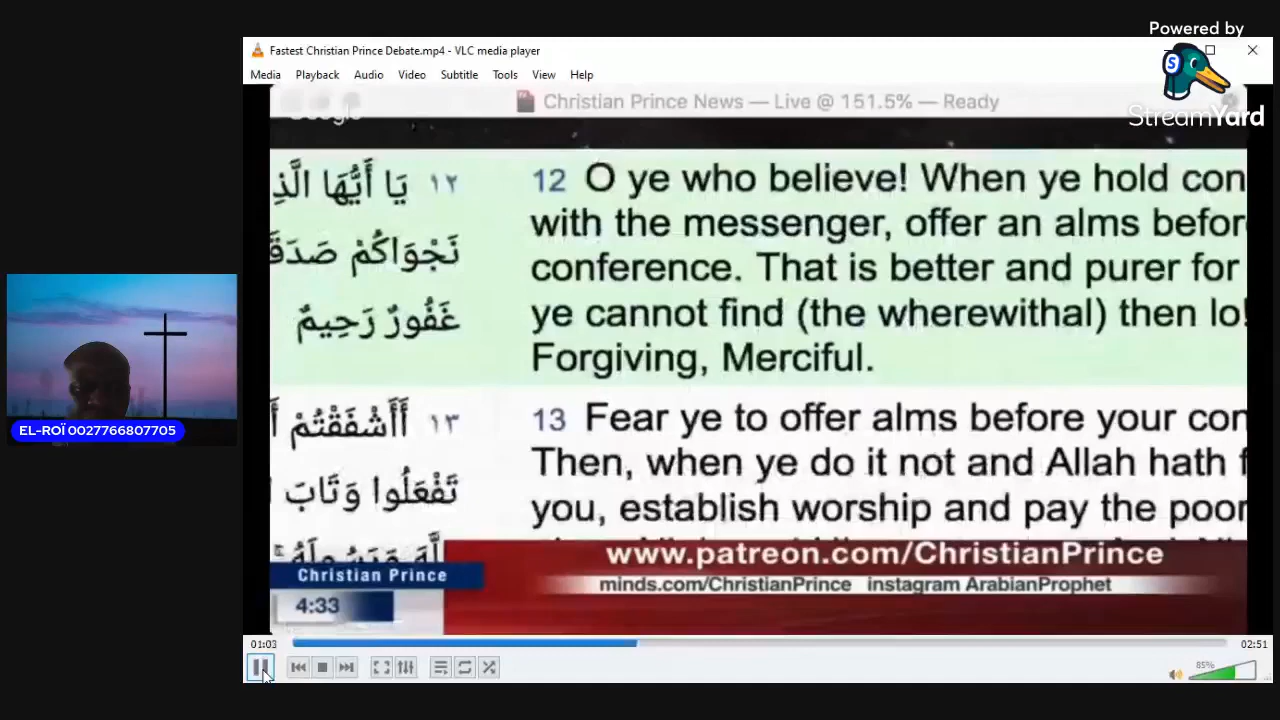 Powered by
StreamYard
Fastest Christian Prince Debate.mp4 - VLC media player
Media Playback Audio Video Subtitle Tools View Help
Christian Prince News — Live @ 151.5% — Ready
Google
١٢ يَا أَيُّهَا الَّذِ
نَجْوَاكُمْ صَدَقَ
غَفُورٌ رَحِيمٌ
12 O ye who believe! When ye hold con
with the messenger, offer an alms befor
conference. That is better and purer for
ye cannot find (the wherewithal) then lo!
Forgiving, Merciful.
١٣ أَأَشْفَقْتُمْ أَ
تَفْعَلُوا وَتَابَ ا
13 Fear ye to offer alms before your con
Then, when ye do it not and Allah hath f
you, establish worship and pay the poor
EL-ROÏ 0027766807705
www.patreon.com/ChristianPrince
minds.com/ChristianPrince instagram ArabianProphet
Christian Prince
4:33
01:03
02:51
85%